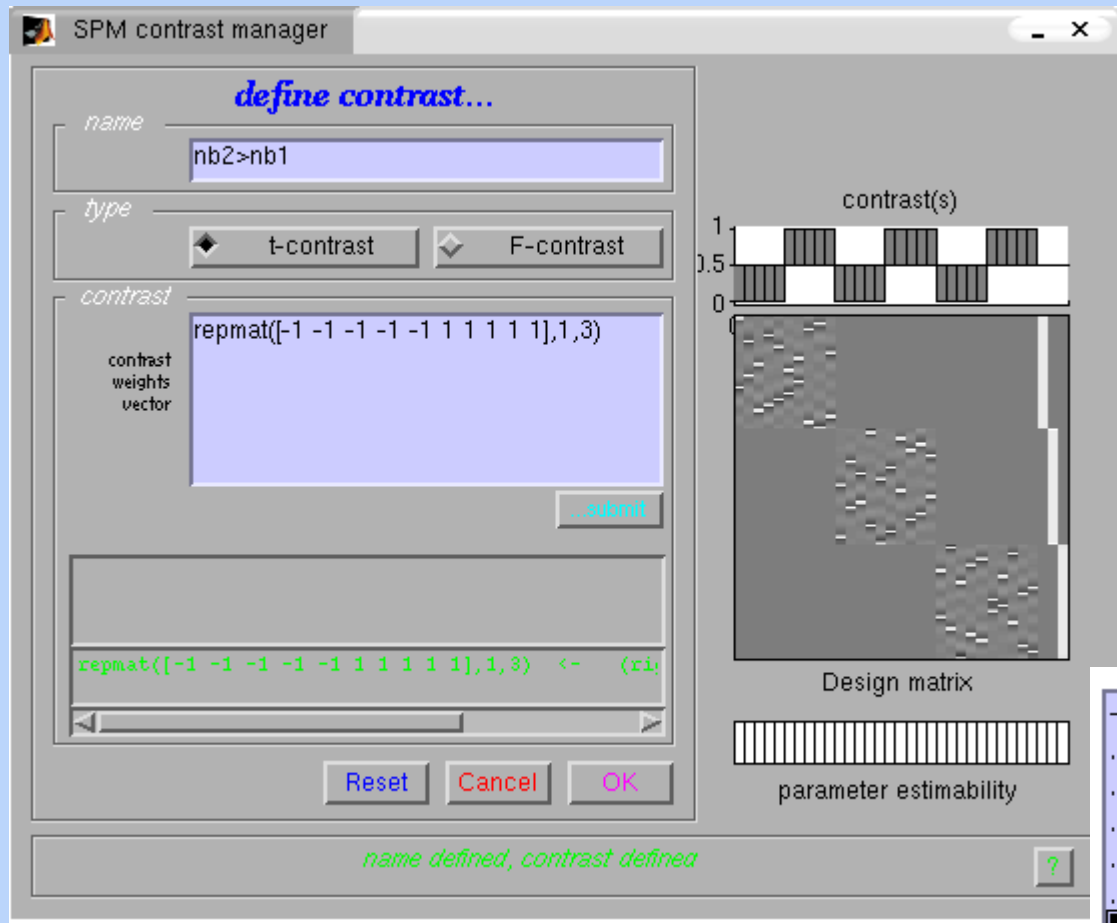 SPM contrast manager
define contrast...
name
nb2>nb1
type
t-contrast
F-contrast
contrast
contrast
weights
vector
repmat([-1 -1 -1 -1 -1 1 1 1 1 1],1,3)
...submit
repmat([-1 -1 -1 -1 -1 1 1 1 1 1],1,3) <- (rig
Reset
Cancel
OK
name defined, contrast defined
?
contrast(s)
1
0.5
0
Design matrix
parameter estimability